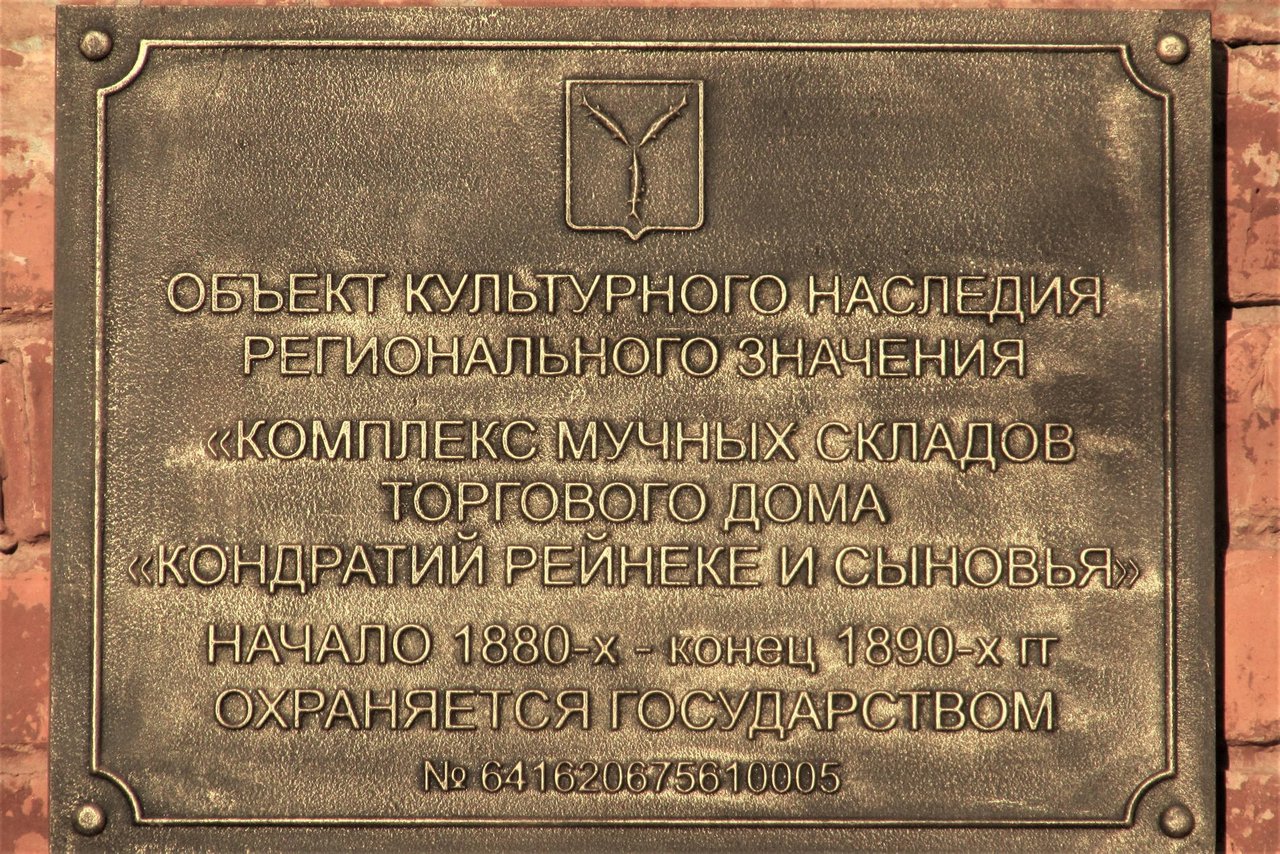 ОБЪЕКТ КУЛЬТУРНОГО НАСЛЕДИЯ
РЕГИОНАЛЬНОГО ЗНАЧЕНИЯ
«КОМПЛЕКС МУЧНЫХ СКЛАДОВ
ТОРГОВОГО ДОМА
«КОНДРАТИЙ РЕЙНЕКЕ И СЫНОВЬЯ»
НАЧАЛО 1880-х - конец 1890-х гг
ОХРАНЯЕТСЯ ГОСУДАРСТВОМ
№ 641620675610005